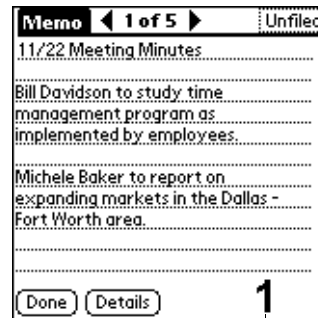 Memo 1 of 5 Unfiled
11/22 Meeting Minutes
Bill Davidson to study time
management program as
implemented by employees.
Michele Baker to report on
expanding markets in the Dallas -
Fort Worth area.
Done Details
1